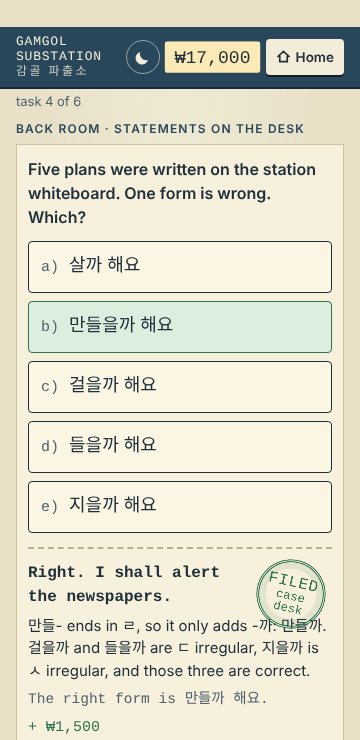 GAMGOL
SUBSTATION
감골 파출소
₩17,000
Home
task 4 of 6
BACK ROOM · STATEMENTS ON THE DESK
Five plans were written on the station
whiteboard. One form is wrong.
Which?
a) 살까 해요
b) 만들을까 해요
c) 걸을까 해요
d) 들을까 해요
e) 지을까 해요
Right. I shall alert
the newspapers.
FILED
case
desk
만들- ends in ㄹ, so it only adds -까: 만들까.
걸을까 and 들을까 are ㄷ irregular, 지을까 is
ㅅ irregular, and those three are correct.
The right form is 만들까 해요.
+ ₩1,500